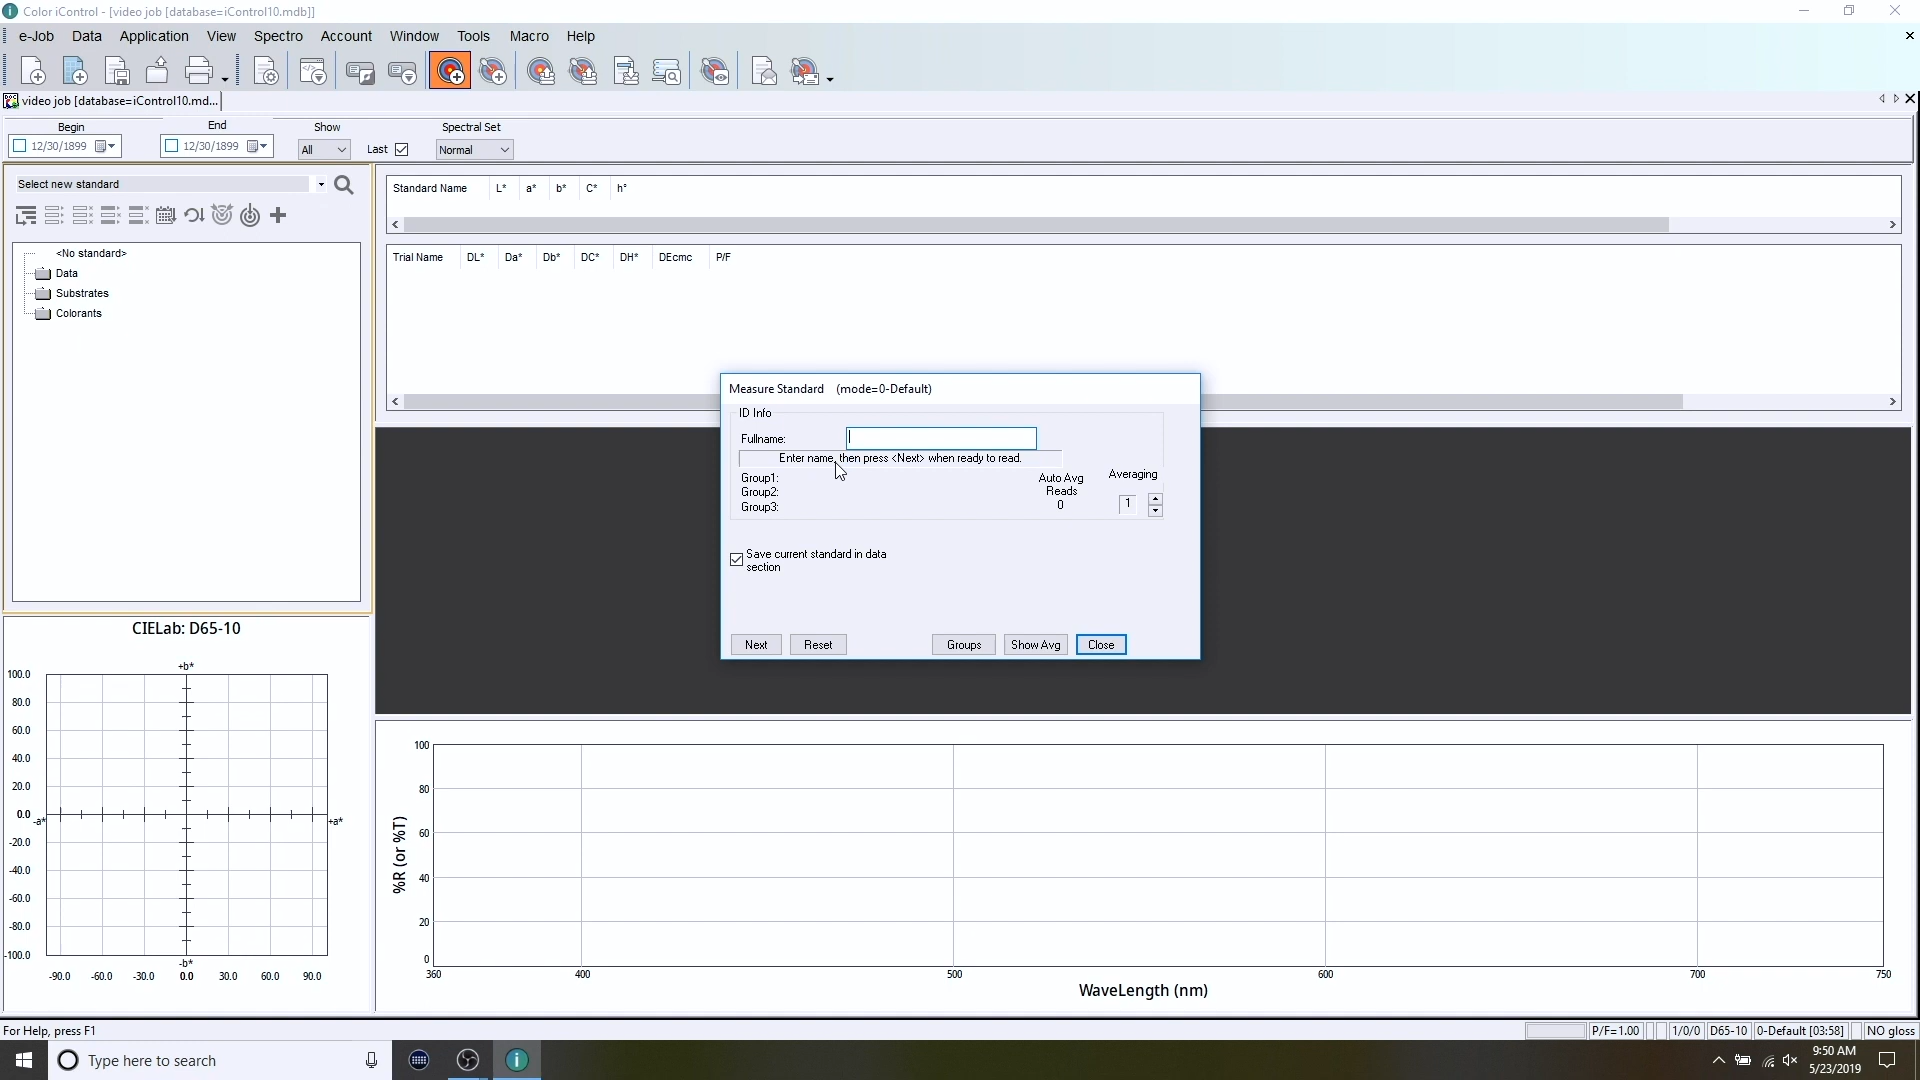 Color iControl - [video job [database=iControl10.mdb]]
e-Job Data Application View Spectro Account Window Tools Macro Help
video job [database=iControl10.md...
Begin End Show Spectral Set
12/30/1899 12/30/1899 All Last Normal
Select new standard
<No standard>
Data
Substrates
Colorants
Standard Name L* a* b* C* h°
Trial Name DL* Da* Db* DC* DH* DEcmc P/F
Measure Standard (mode=0-Default)
ID Info
Fullname:
Enter name, then press <Next> when ready to read.
Group1:
Group2:
Group3:
Auto Avg
Reads
0
Averaging
1
Save current standard in data
section
Next Reset Groups Show Avg Close
CIELab: D65-10
+b*
100.0
80.0
60.0
40.0
20.0
0.0
-a* +a*
-20.0
-40.0
-60.0
-80.0
-100.0
-b*
-90.0 -60.0 -30.0 0.0 30.0 60.0 90.0
%R (or %T)
100
80
60
40
20
0
360 400 500 600 700 750
WaveLength (nm)
For Help, press F1
P/F=1.00 1/0/0 D65-10 0-Default [03:58] NO gloss
Type here to search
9:50 AM
5/23/2019